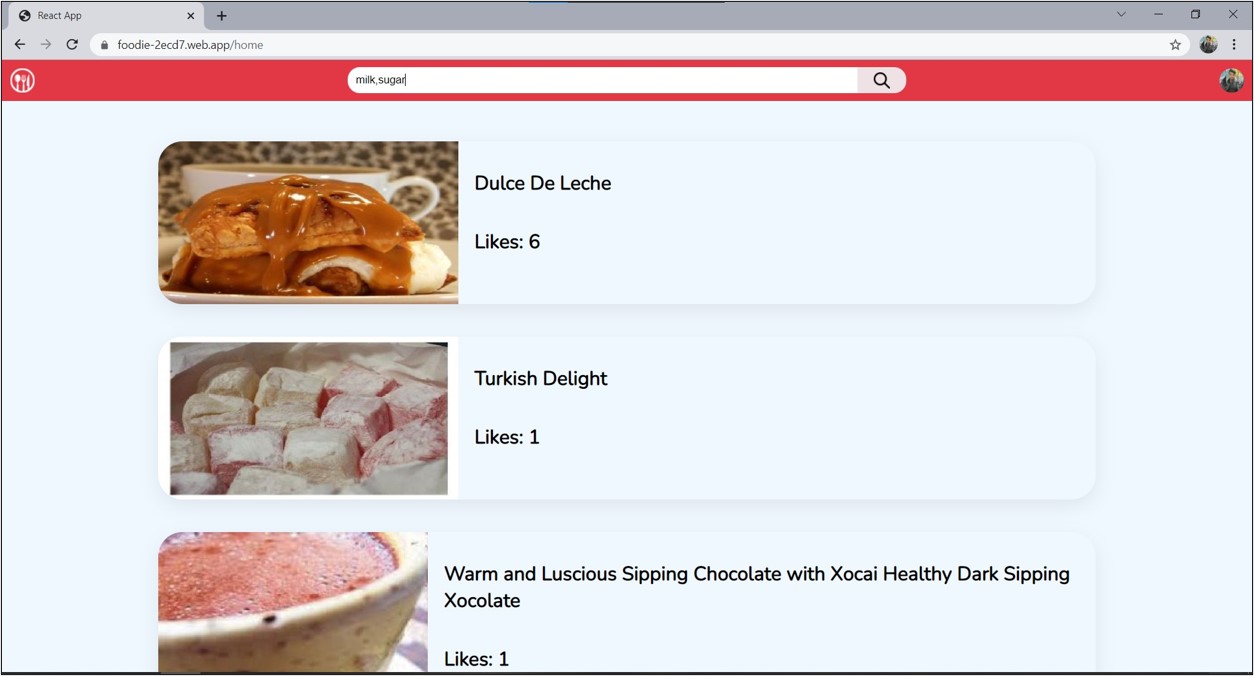 React App
foodie-2ecd7.web.app/home
milk,sugar
Dulce De Leche
Likes: 6
Turkish Delight
Likes: 1
Warm and Luscious Sipping Chocolate with Xocai Healthy Dark Sipping
Xocolate
Likes: 1